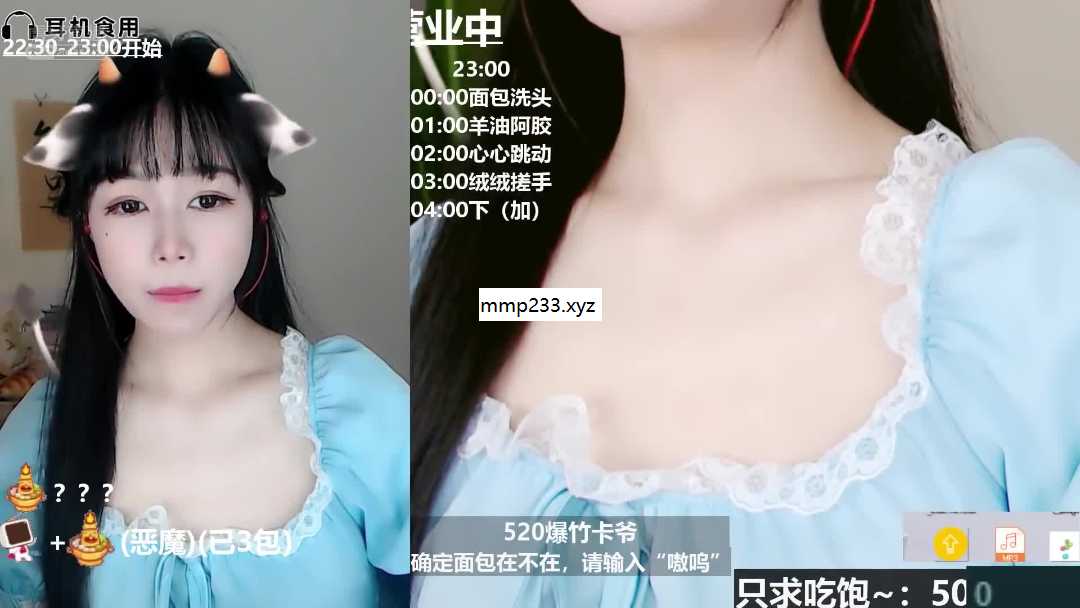 耳机食用
22:30-23:00开始
营业中
23:00
00:00面包洗头
01:00羊油阿胶
02:00心心跳动
03:00绒绒搓手
04:00下（加）
mmp233.xyz
？？？
+ (恶魔)(已3包)
520爆竹卡爷
确定面包在不在，请输入“嗷呜”
MP3
只求吃饱~：500